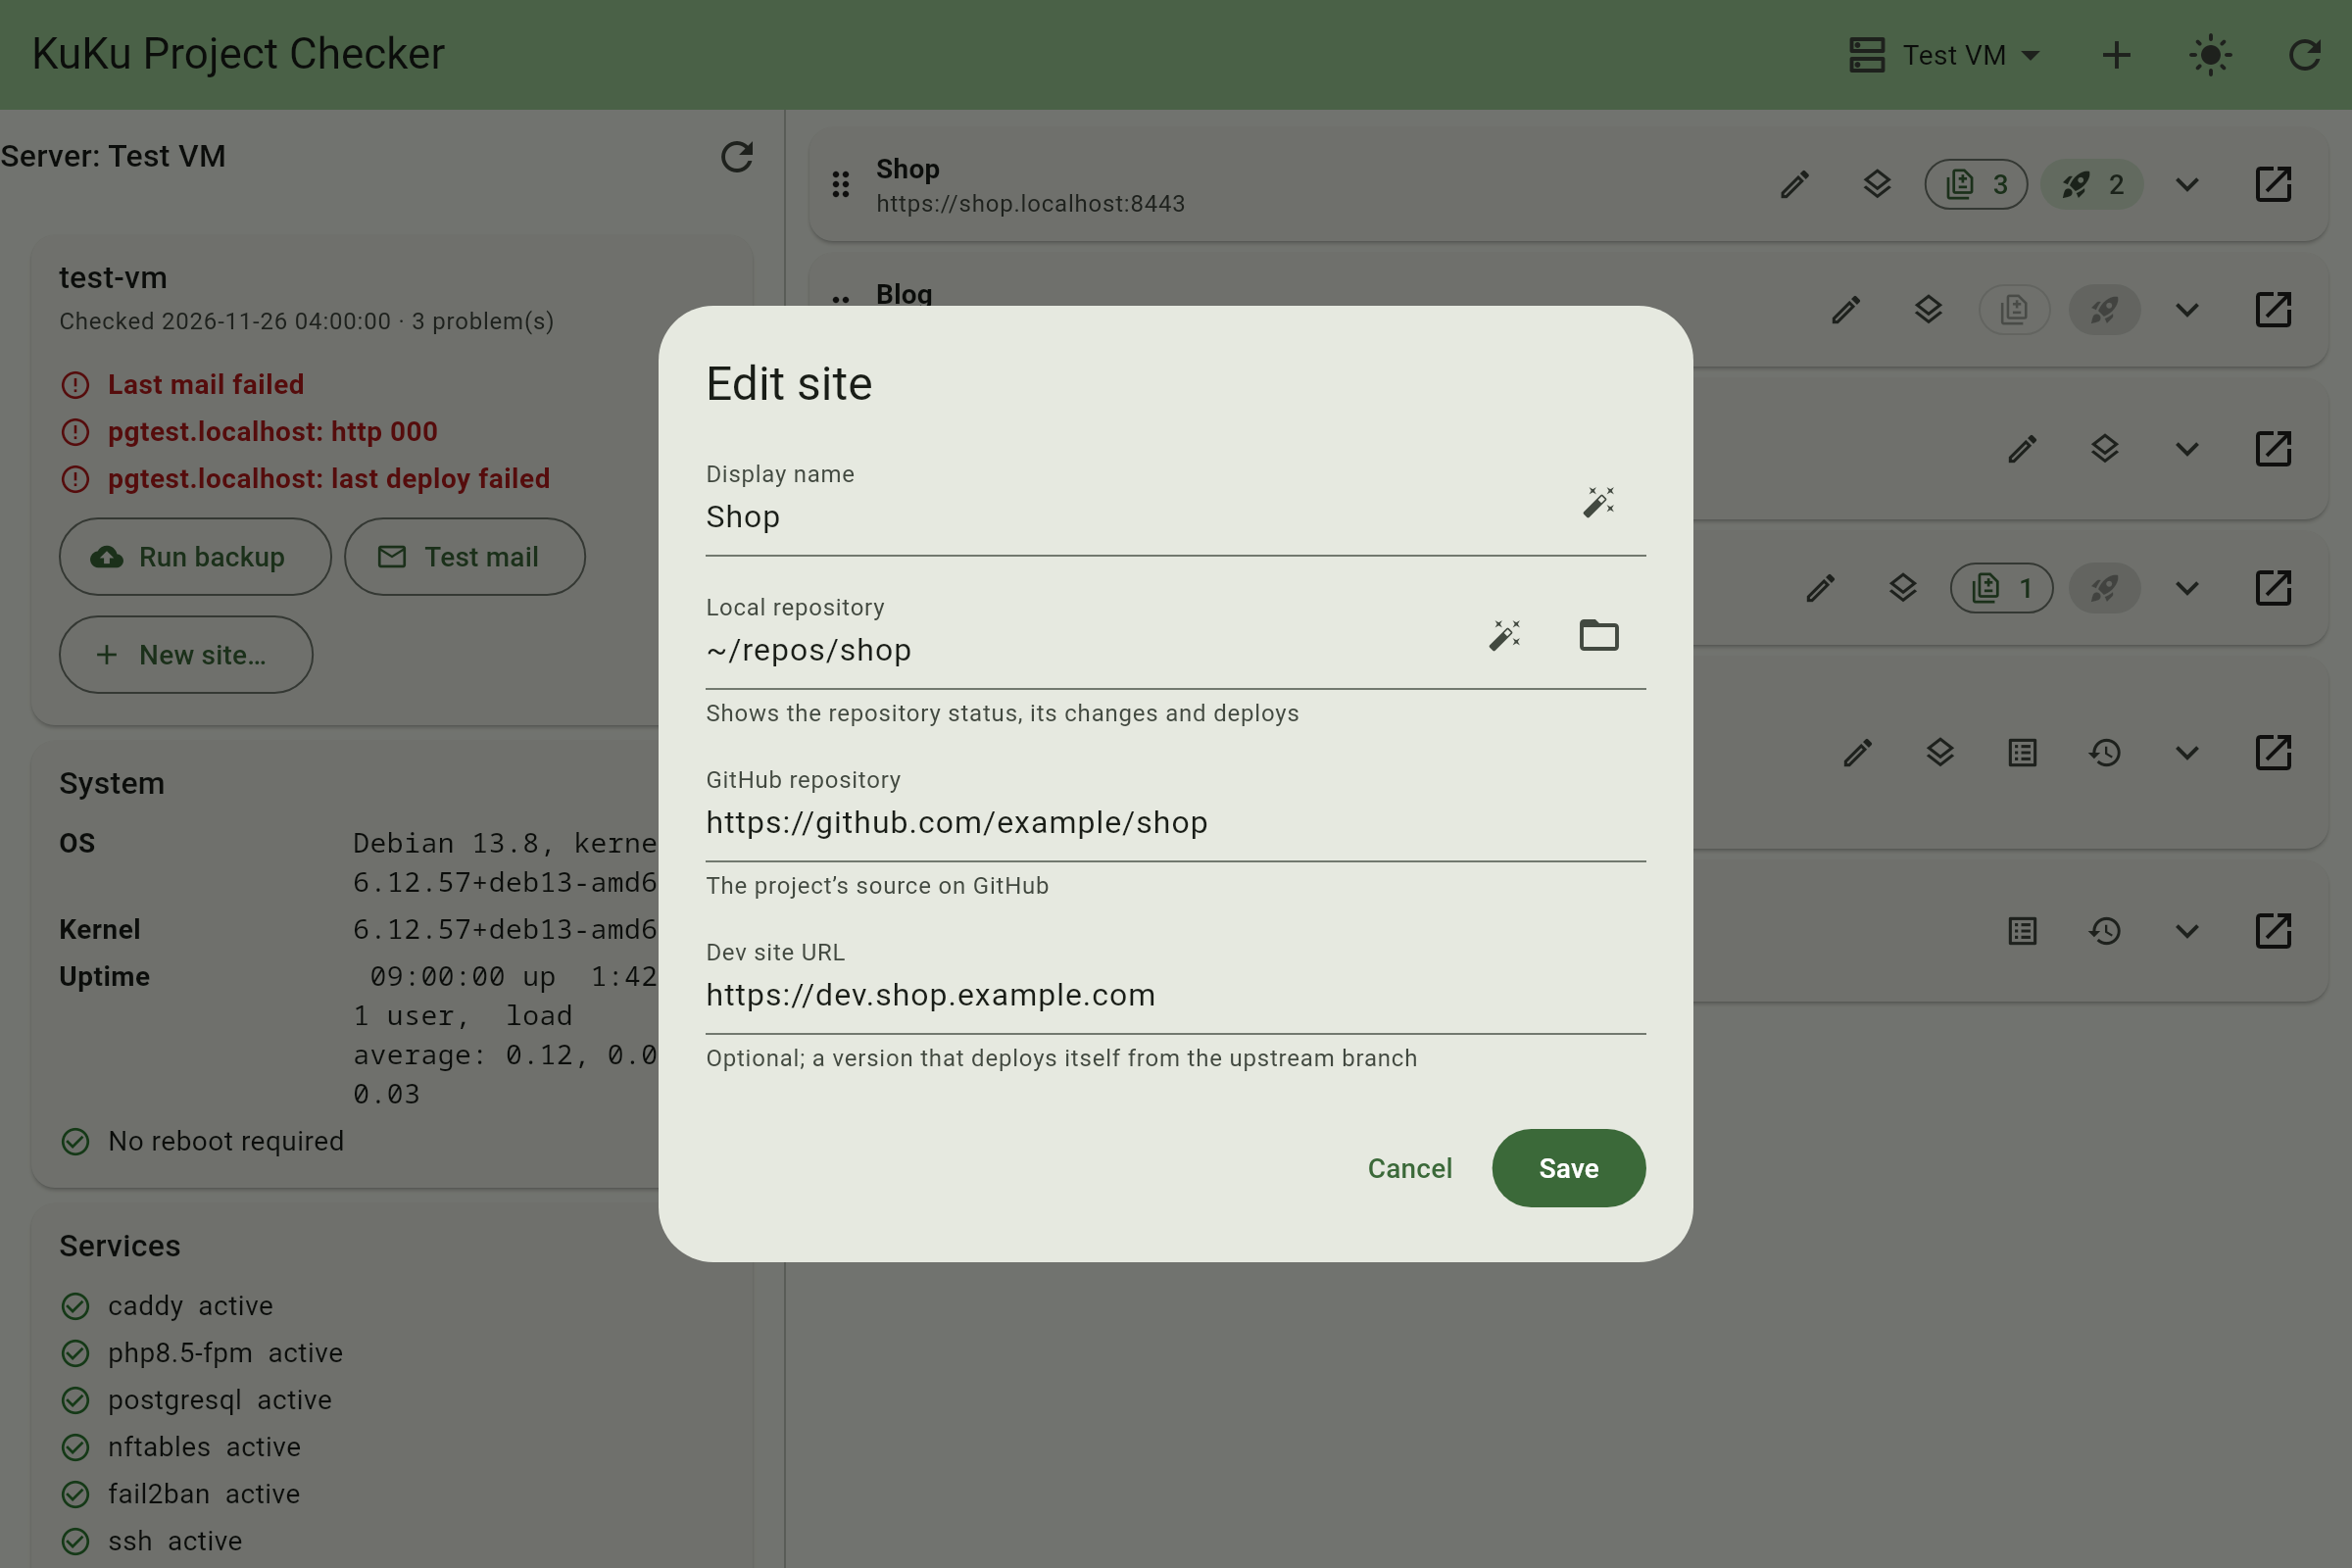 KuKu Project Checker
Test VM
Server: Test VM
test-vm
Checked 2026-11-26 04:00:00 · 3 problem(s)
Last mail failed
pgtest.localhost: http 000
pgtest.localhost: last deploy failed
Run backup
Test mail
New site…
System
OS
Debian 13.8, kerne
6.12.57+deb13-amd6
Kernel
6.12.57+deb13-amd6
Uptime
09:00:00 up 1:42
1 user, load
average: 0.12, 0.0
0.03
No reboot required
Services
caddy active
php8.5-fpm active
postgresql active
nftables active
fail2ban active
ssh active
Shop
https://shop.localhost:8443
3
2
Blog
1
Edit site
Display name
Shop
Local repository
~/repos/shop
Shows the repository status, its changes and deploys
GitHub repository
https://github.com/example/shop
The project’s source on GitHub
Dev site URL
https://dev.shop.example.com
Optional; a version that deploys itself from the upstream branch
Cancel
Save